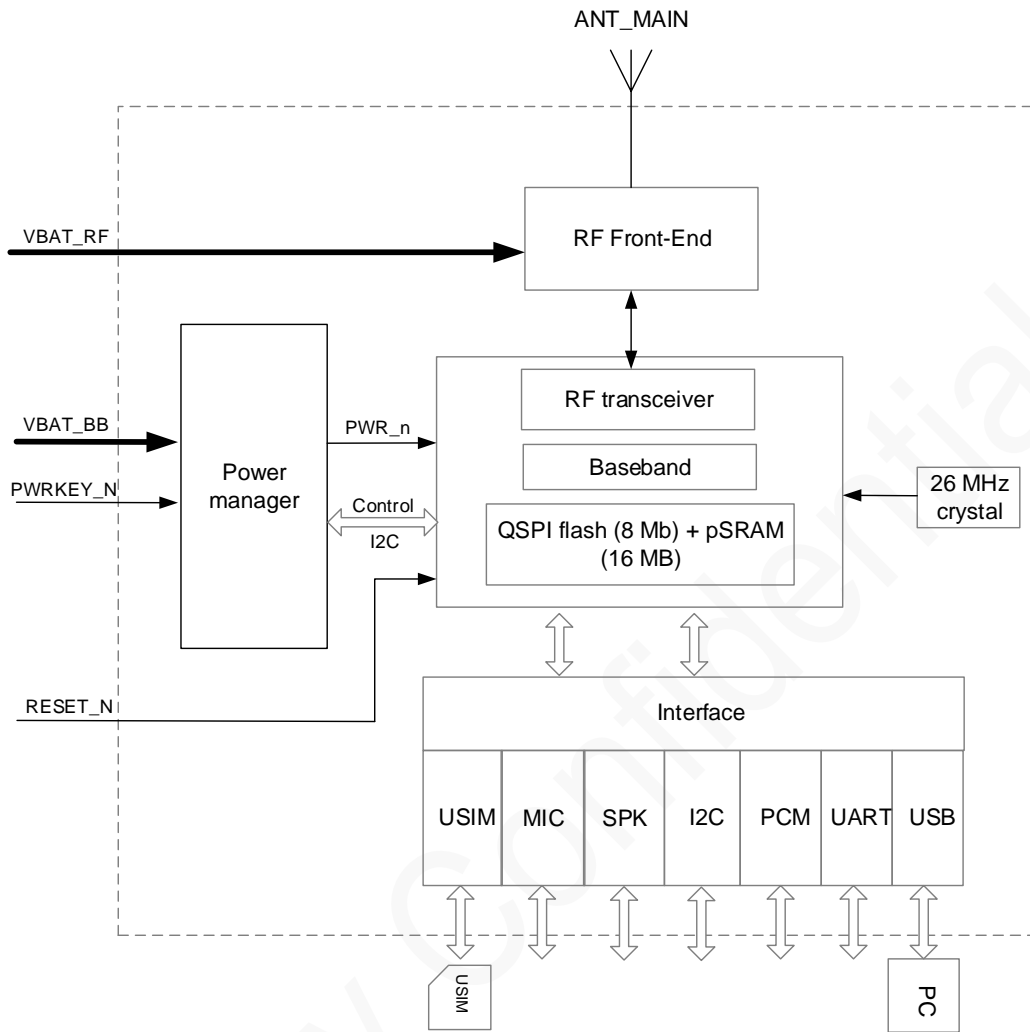 ANT_MAIN
VBAT_RF
RF Front-End
RF transceiver
VBAT_BB
PWR_n
Baseband
Power
manager
PWRKEY_N
26 MHz
crystal
Control
I2C
QSPI flash (8 Mb) + pSRAM
(16 MB)
RESET_N
Interface
USIM
MIC
SPK
I2C
PCM
UART
USB
USIM
PC
Confidential